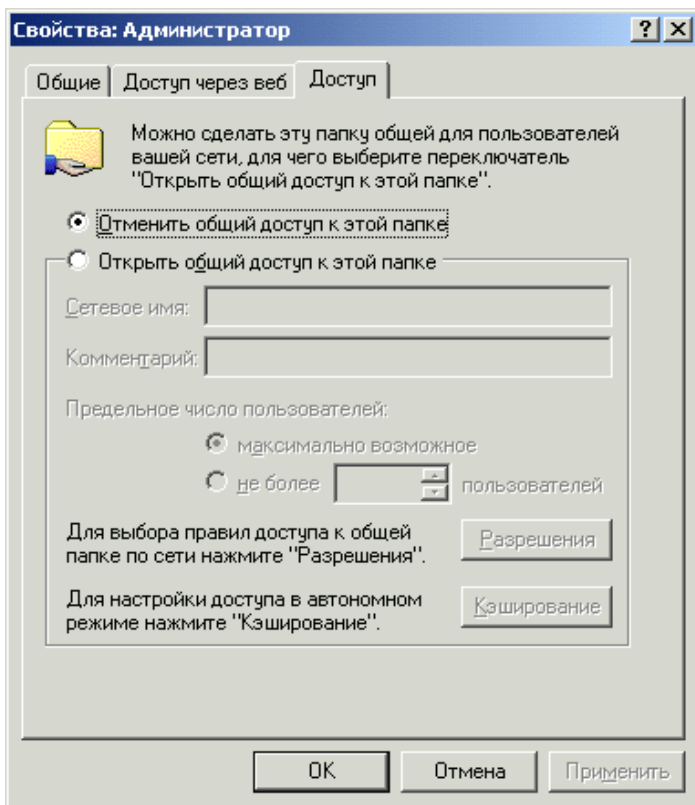 Свойства: Администратор
Общие Доступ через веб Доступ
Можно сделать эту папку общей для пользователей
вашей сети, для чего выберите переключатель
"Открыть общий доступ к этой папке".
Отменить общий доступ к этой папке
Открыть общий доступ к этой папке
Сетевое имя:
Комментарий:
Предельное число пользователей:
максимально возможное
не более пользователей
Для выбора правил доступа к общей
папке по сети нажмите "Разрешения".
Разрешения
Для настройки доступа в автономном
режиме нажмите "Кэширование".
Кэширование
OK Отмена Применить